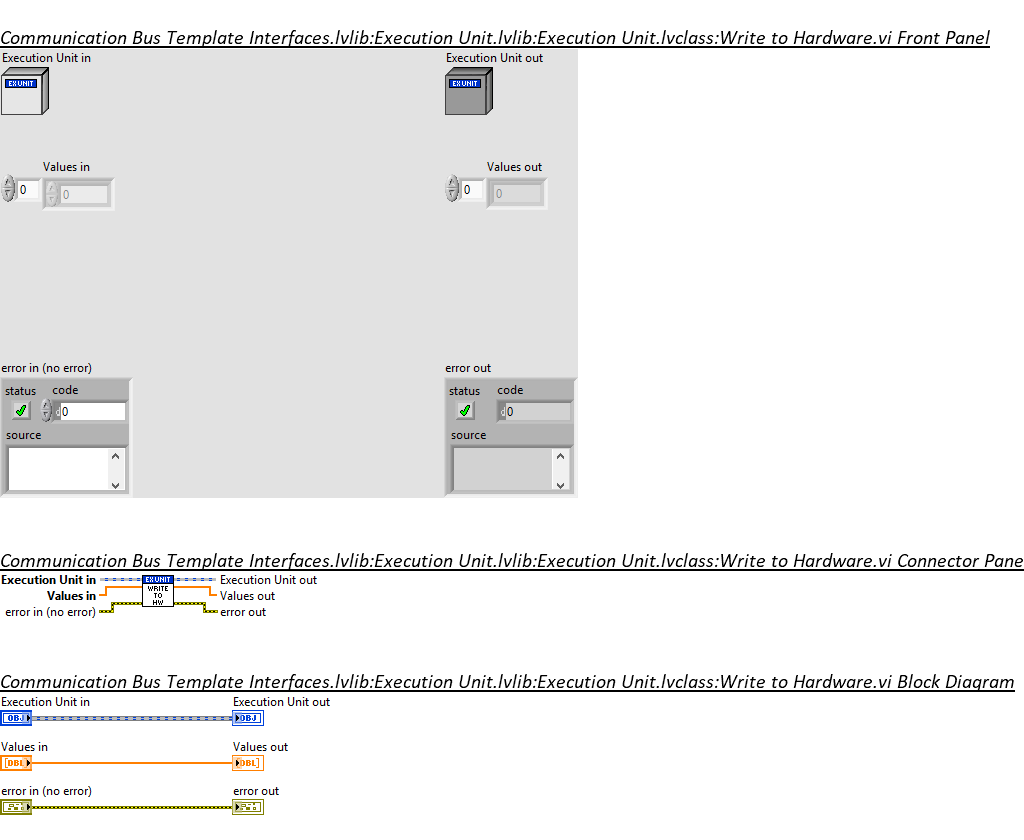 Communication Bus Template Interfaces.lvlib:Execution Unit.lvlib:Execution Unit.lvclass:Write to Hardware.vi Front Panel
Execution Unit in Execution Unit out
EX UNIT EX UNIT
Values in Values out
0 0 0 0
error in (no error) error out
status code status code
d 0 d 0
source source
Communication Bus Template Interfaces.lvlib:Execution Unit.lvlib:Execution Unit.lvclass:Write to Hardware.vi Connector Pane
Execution Unit in EX UNIT Execution Unit out
Values in WRITE Values out
TO
error in (no error) HW error out
Communication Bus Template Interfaces.lvlib:Execution Unit.lvlib:Execution Unit.lvclass:Write to Hardware.vi Block Diagram
Execution Unit in Execution Unit out
OBJ OBJ
Values in Values out
[DBL] [DBL]
error in (no error) error out